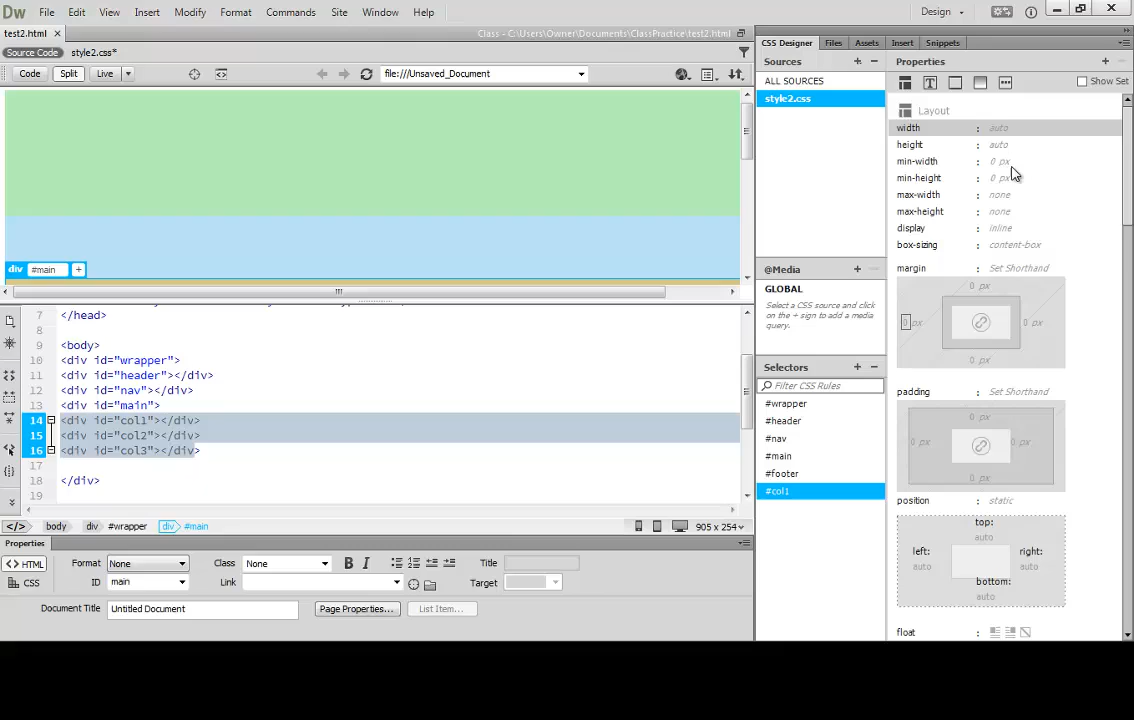 Dw File Edit View Insert Modify Format Commands Site Window Help Design
test2.html Class - C:\Users\Owner\Documents\ClassPractice\test2.html
Source Code style2.css*
Code Split Live file:///Unsaved_Document
div #main +
7 </head>
8
9 <body>
10 <div id="wrapper">
11 <div id="header"></div>
12 <div id="nav"></div>
13 <div id="main">
14 <div id="col1"></div>
15 <div id="col2"></div>
16 <div id="col3"></div>
17
18 </div>
19
</> body div #wrapper div #main 905 x 254
Properties
<> HTML Format None Class None B I Title
CSS ID main Link Target
Document Title Untitled Document Page Properties... List Item...
CSS Designer Files Assets Insert Snippets
Sources + −
ALL SOURCES
style2.css
@Media +
GLOBAL
Select a CSS source and click
on the + sign to add a media
query.
Selectors + −
Filter CSS Rules
#wrapper
#header
#nav
#main
#footer
#col1
Properties +
Show Set
Layout
width : auto
height : auto
min-width : 0 px
min-height : 0 px
max-width : none
max-height : none
display : inline
box-sizing : content-box
margin Set Shorthand
0 px
0 px 0 px
0 px
padding Set Shorthand
0 px
0 px 0 px
0 px
position : static
top:
auto
left: right:
auto auto
bottom:
auto
float :